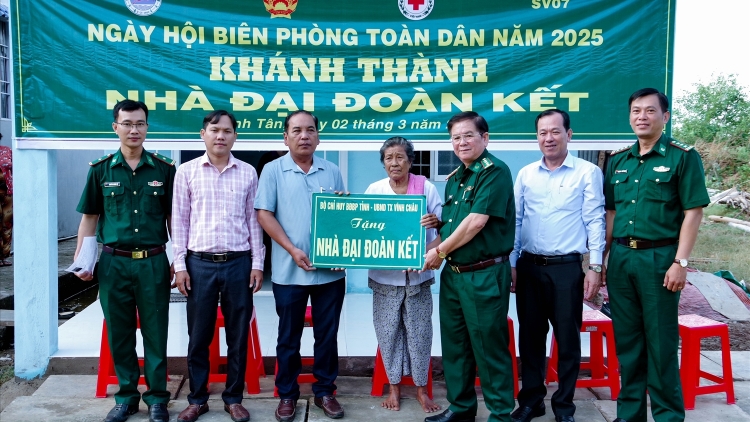 SV07
NGÀY HỘI BIÊN PHÒNG TOÀN DÂN NĂM 2025
KHÁNH THÀNH
NHÀ ĐẠI ĐOÀN KẾT
Tân, 02 tháng 3 năm
BỘ CHỈ HUY BĐBP TỈNH - UBND TX VĨNH CHÂU
Tặng
NHÀ ĐẠI ĐOÀN KẾT